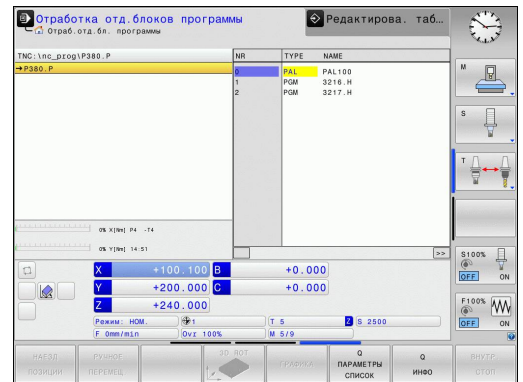 Отработка отд.блоков программы
Отраб.отд.бл. программ
Редактирова. таб...
TNC:\nc_prog\P380.P
→P380.P
NR TYPE NAME
0 PAL PAL100
1 PGM 3216.H
2 PGM 3217.H
0% X[Nm] P4 -T4
0% Y[Nm] 14:51
>>
X +100.100 B +0.000
Y +200.000 C +0.000
Z +240.000
Режим: НОМ. 1 T 5 Z S 2500
F 0mm/min Ovr 100% M 5/9
M
S
T
S100%
OFF ON
F100%
OFF ON
НАЕЗД ПОЗИЦИИ
РУЧНОЕ ПЕРЕМЕЩ.
3D ROT
ГРАФИКА
Q ПАРАМЕТРЫ СПИСОК
Q ИНФО
ВНУТР. СТОП